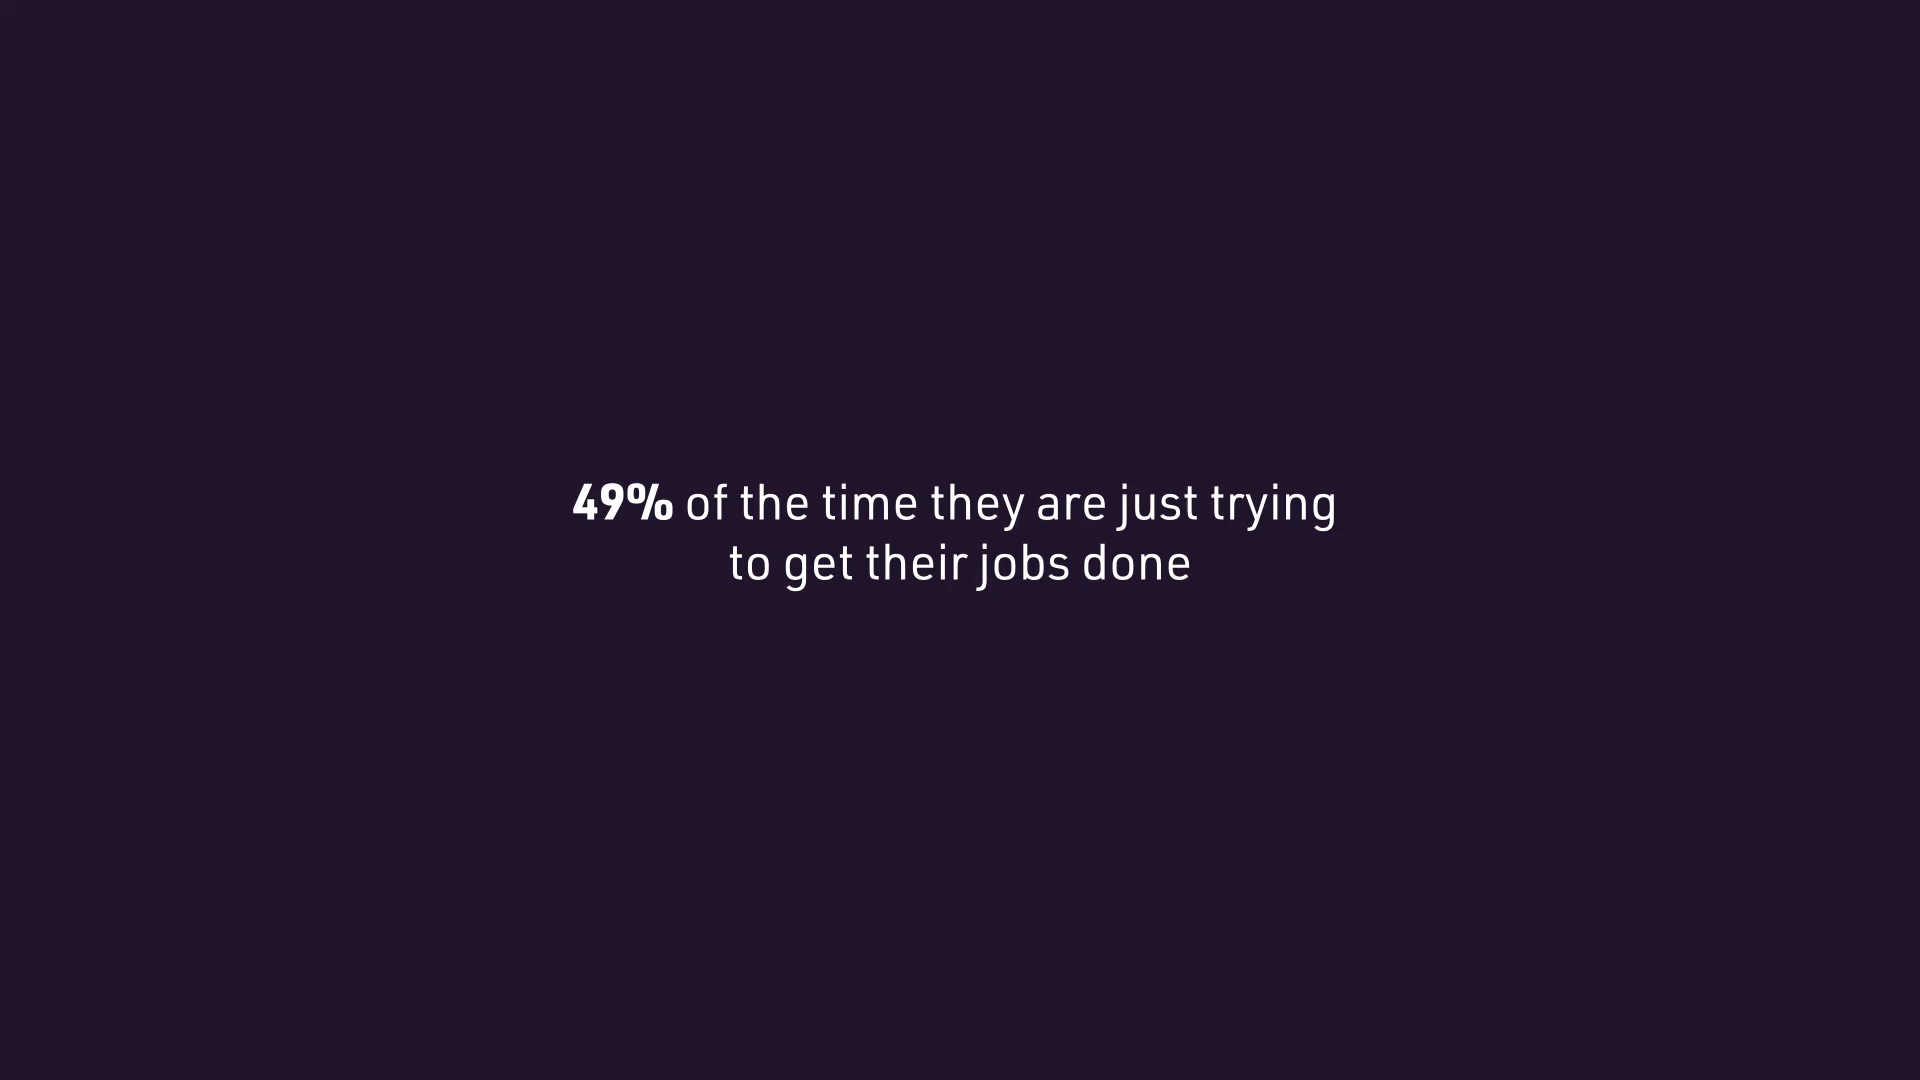 49% of the time they are just trying
to get their jobs done